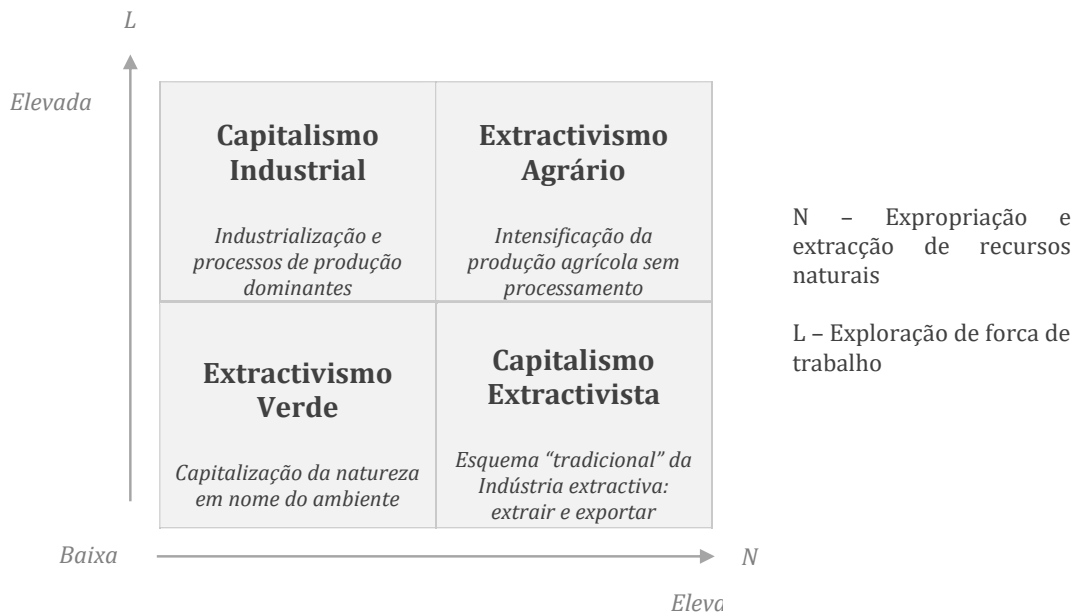 L
Elevada
Capitalismo
Industrial
Industrialização e
processos de produção
dominantes
Extractivismo
Agrário
Intensificação da
produção agrícola sem
processamento
Extractivismo
Verde
Capitalização da natureza
em nome do ambiente
Capitalismo
Extractivista
Esquema “tradicional” da
Indústria extractiva:
extrair e exportar
Baixa
N
Eleva
N – Expropriação e
extracção de recursos
naturais
L – Exploração de forca de
trabalho